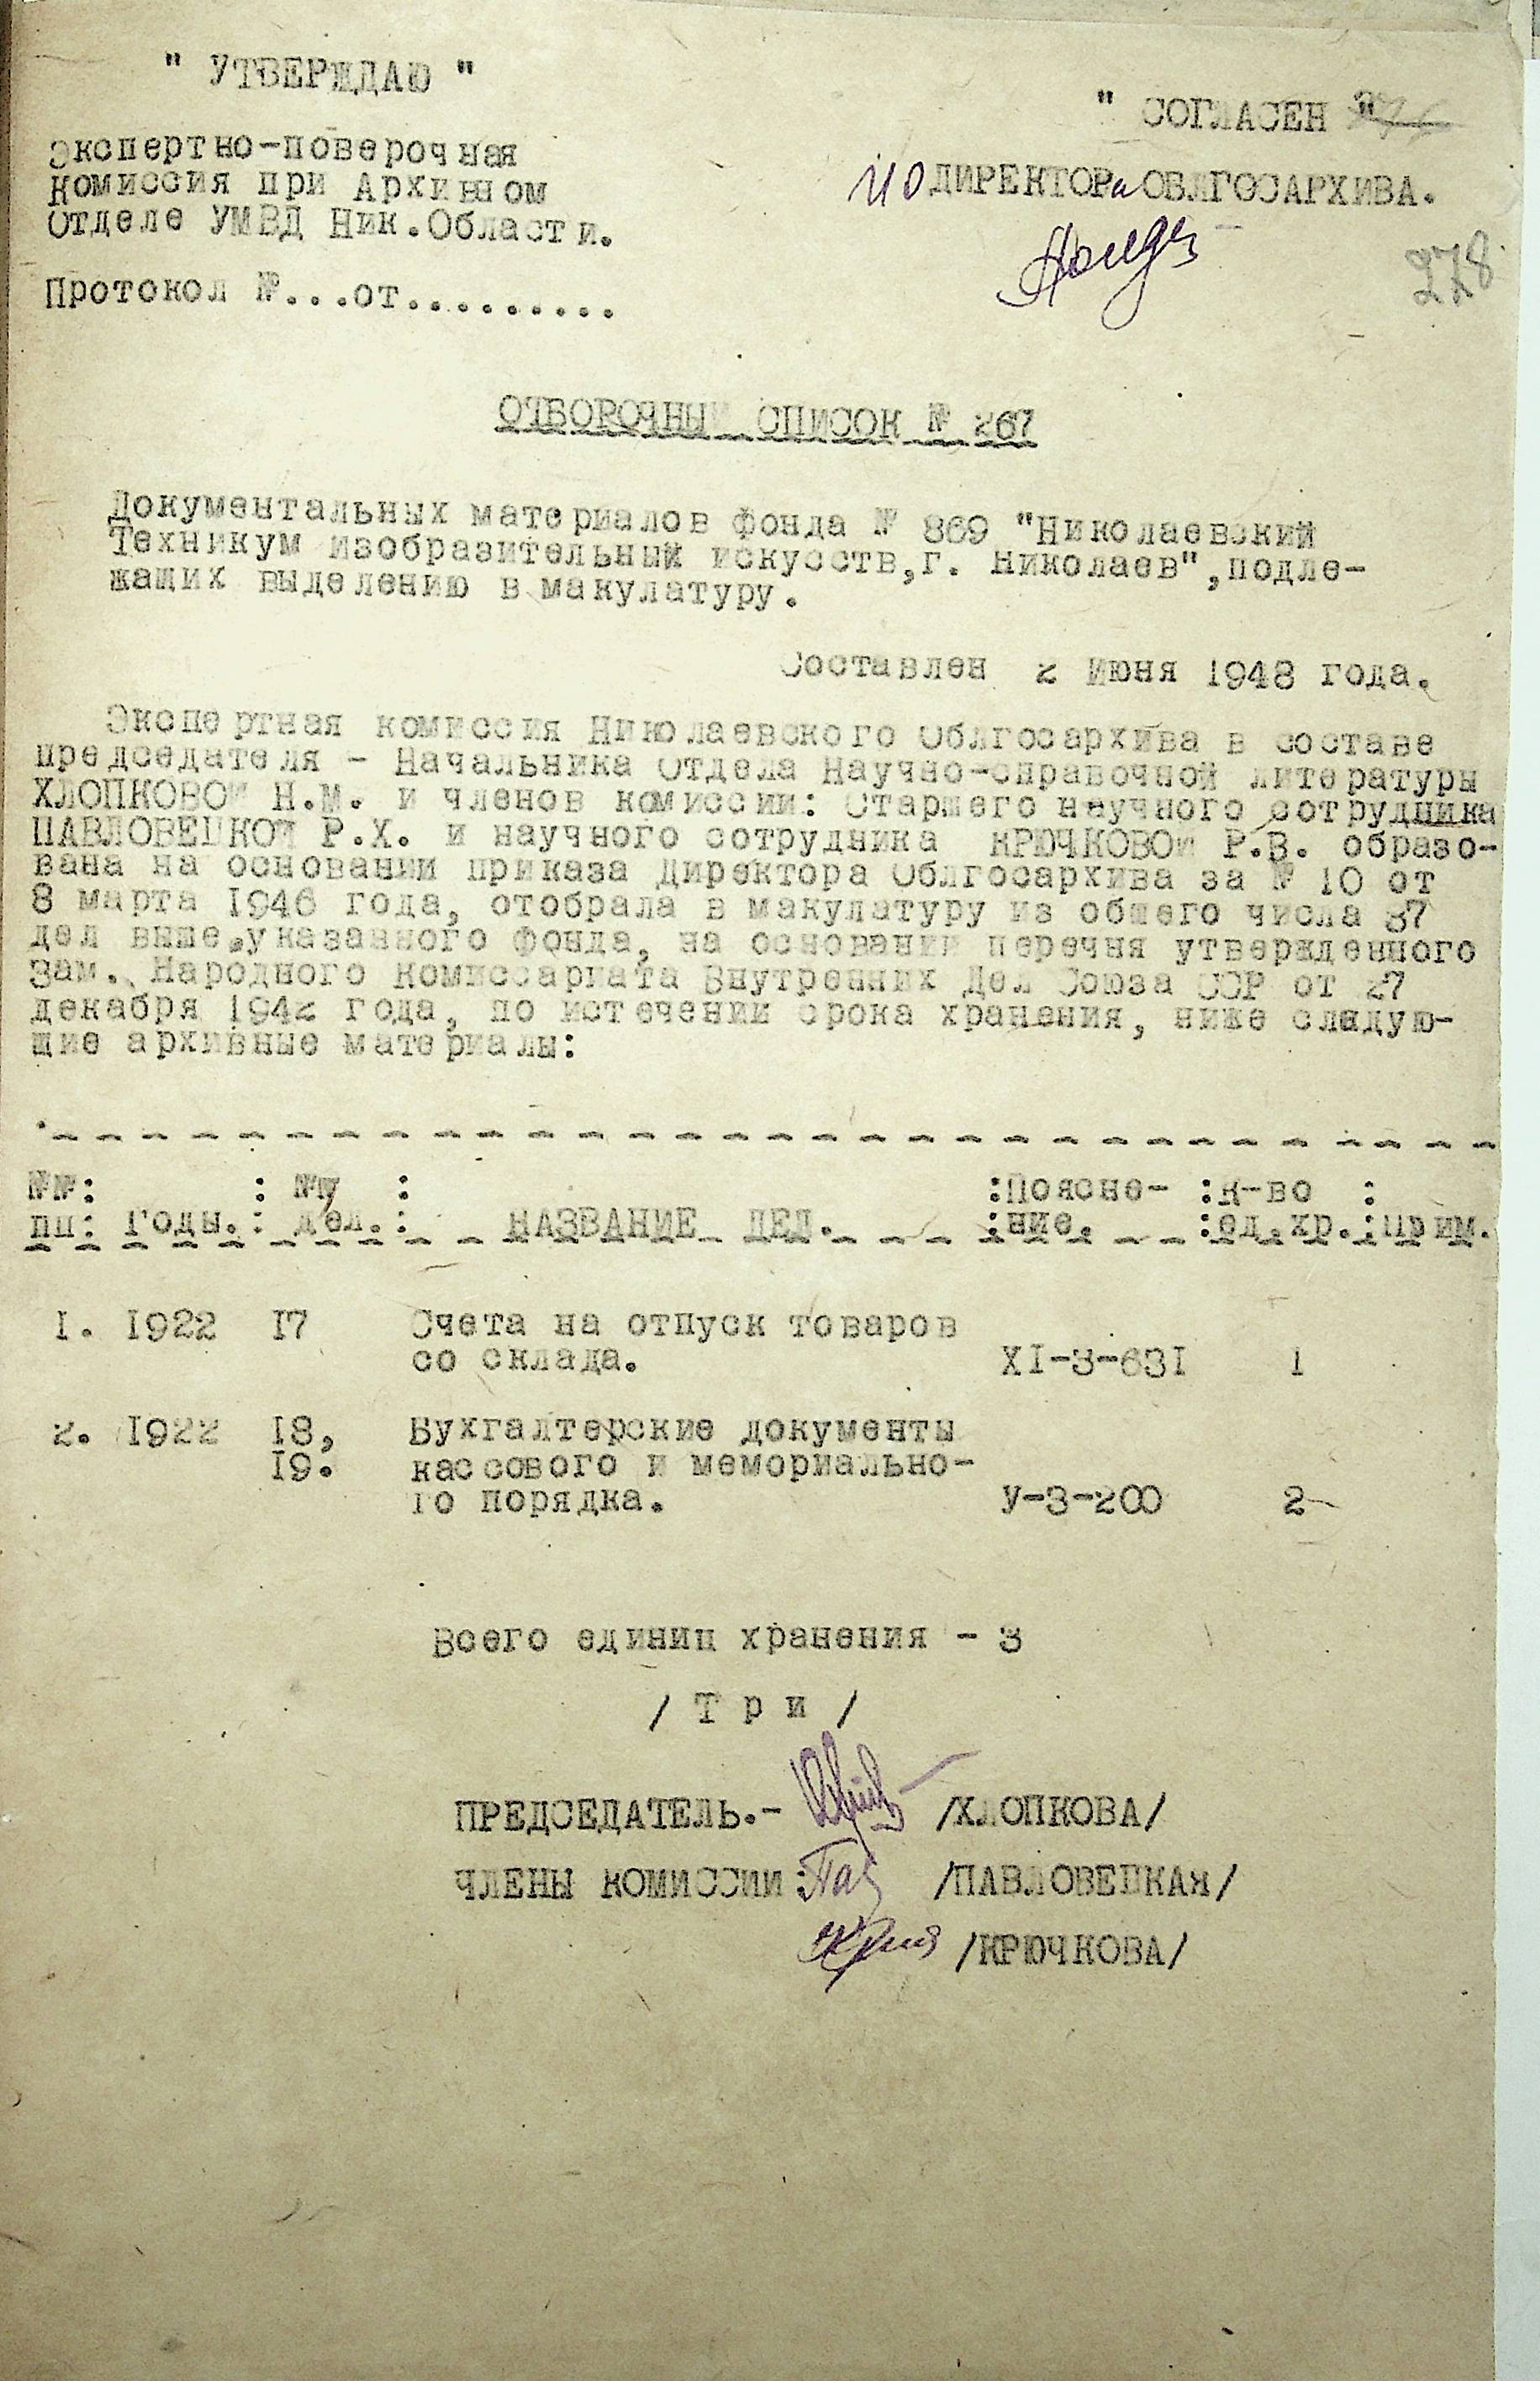 " УТВЕРЖДАЮ "
" СОГЛАСЕН "
Экспертно-поверочная
Комиссия при Архивном
Отделе УМВД Ник.Области.
ИО ДИРЕКТОРа ОБЛГОСАРХИВА.
278
Протокол №...от..........
ОТБОРОЧНЫЙ СПИСОК № 267
Документальных материалов фонда № 869 "Николаевский
Техникум изобразительный искусств,г. Николаев",подле-
жащих выделению в макулатуру.
Составлен 2 июня 1948 года.
Экспертная комиссия Николаевского Облгосархива в составе
председателя - Начальника Отдела Научно-справочной литературы
ХЛОПКОВОЙ Н.М. и членов комиссии: Старшего научного сотрудника
ПАВЛОВЕЦКОЙ Р.Х. и научного сотрудника КРЮЧКОВОЙ Р.В. образо-
вана на основании приказа Директора Облгосархива за № 10 от
8 марта 1946 года, отобрала в макулатуру из общего числа 37
дел выше.указанного фонда, на основании перечня утвержденного
Зам. Народного Комиссаргата Внутренних Дел Союза ССР от 27
декабря 1942 года, по истечении срока хранения, ниже следую-
щие архивные материалы:
№№: : №№ : :Поясне- :К-во :
пп: Годы. : дел.: НАЗВАНИЕ ДЕЛ. :ние. :ед.хр.:Прим.
1. 1922 17 Счета на отпуск товаров
со склада. XI-3-631 1
2. 1922 18, Бухгалтерские документы
19. кассового и мемориально-
го порядка. У-3-200 2
Всего единиц хранения - 3
/ Т р и /
ПРЕДСЕДАТЕЛЬ.- /ХЛОПКОВА/
ЧЛЕНЫ КОМИССИИ: /ПАВЛОВЕЦКАЯ/
/КРЮЧКОВА/